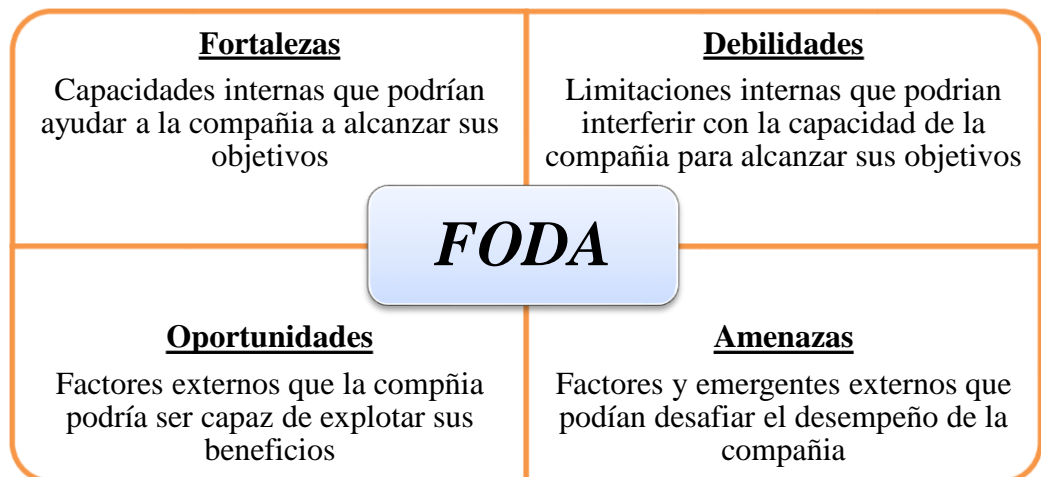 Fortalezas
Capacidades internas que podrían
ayudar a la compañia a alcanzar sus
objetivos
Debilidades
Limitaciones internas que podrian
interferir con la capacidad de la
compañia para alcanzar sus objetivos
FODA
Oportunidades
Factores externos que la compñia
podría ser capaz de explotar sus
beneficios
Amenazas
Factores y emergentes externos que
podían desafiar el desempeño de la
compañia